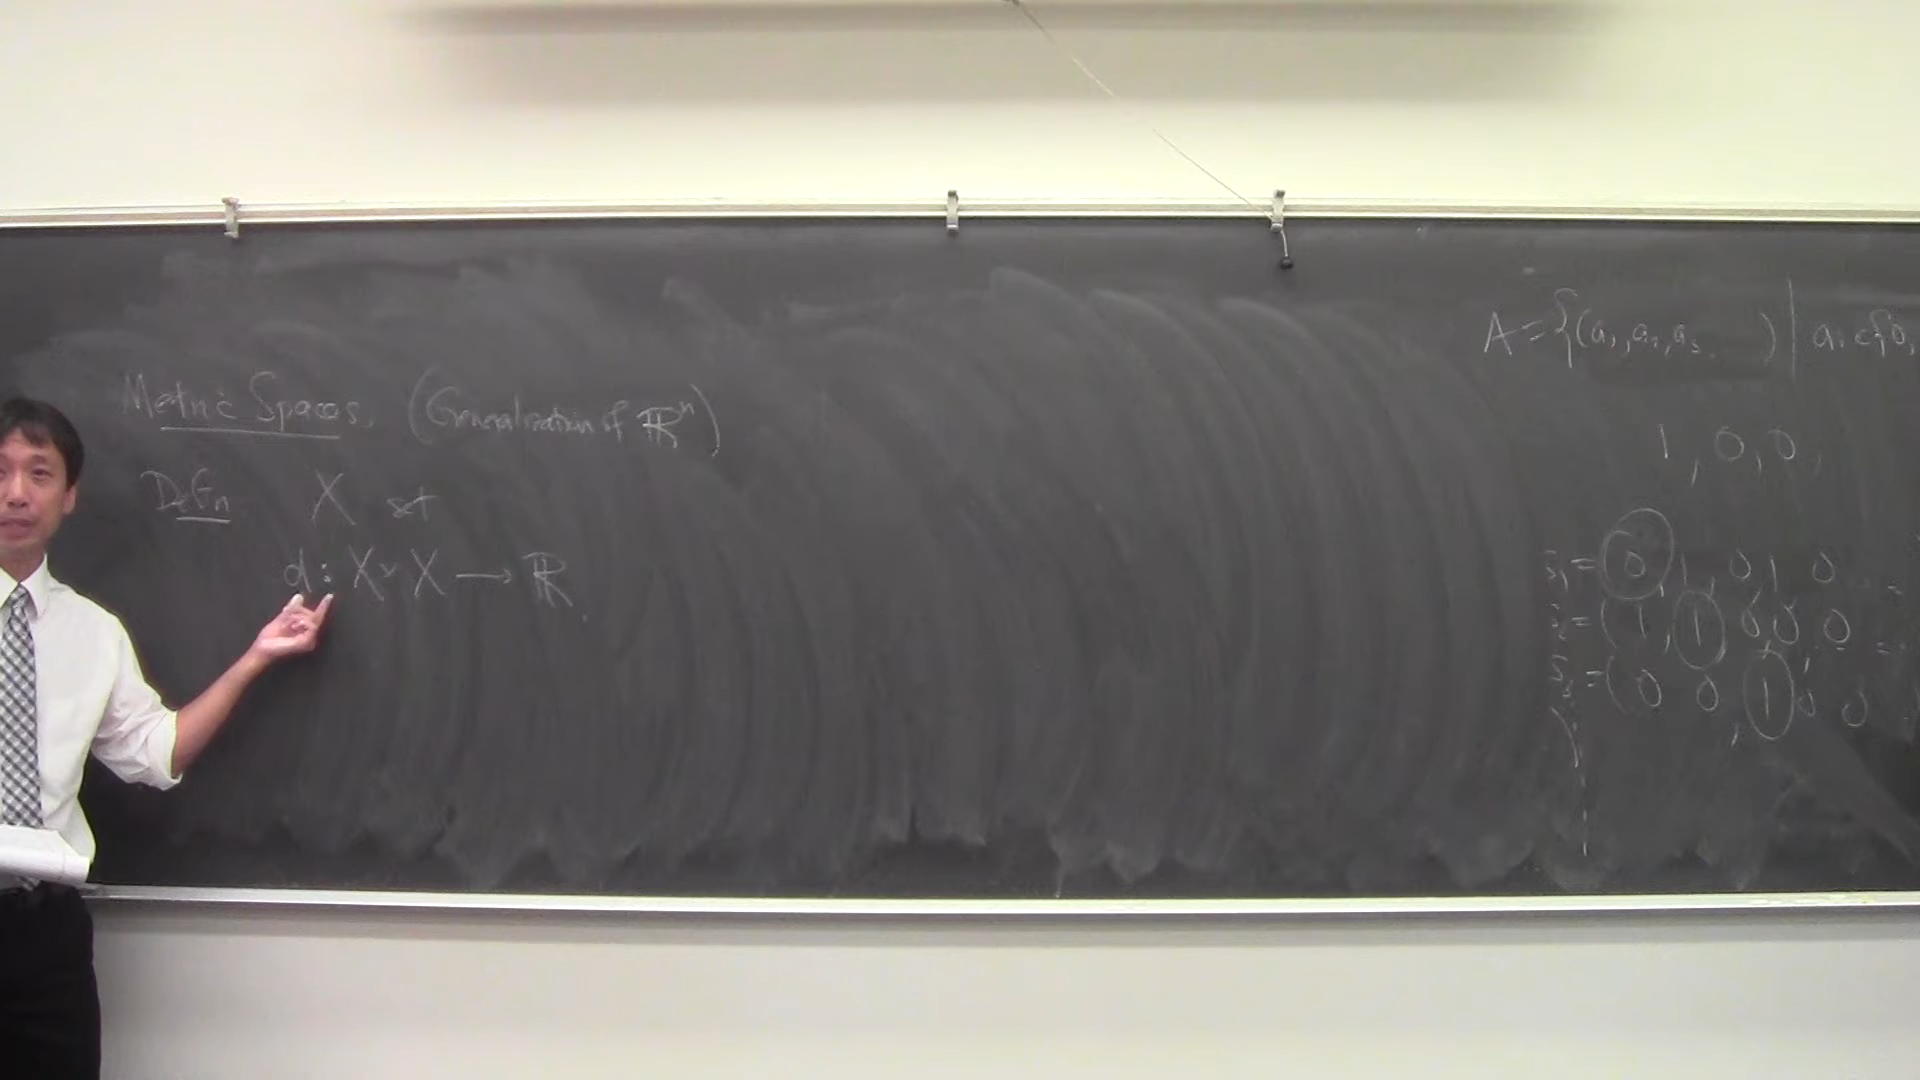 Metric Spaces. (Generalization of ℝⁿ)
Defn X set
d: X × X → ℝ
A = {(a₁, a₂, a₃, ) | aᵢ ∈ {0,
1, 0, 0,
S₁ = 0, 1, 0, 1, 0
S₂ = (1, 1, 0, 0, 0
S₃ = (0 0, 1 0 0